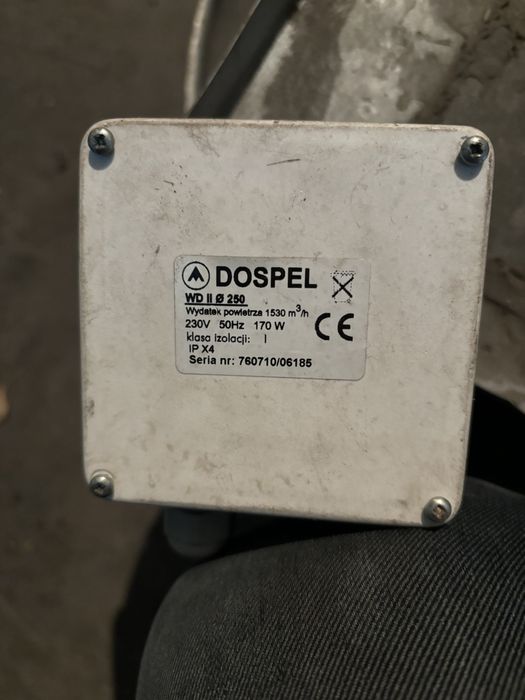 DOSPEL
WD II Ø 250
Wydatek powietrza 1530 m³/h
230V 50Hz 170 W
klasa izolacji: I
IP X4
Seria nr: 760710/06185
CE